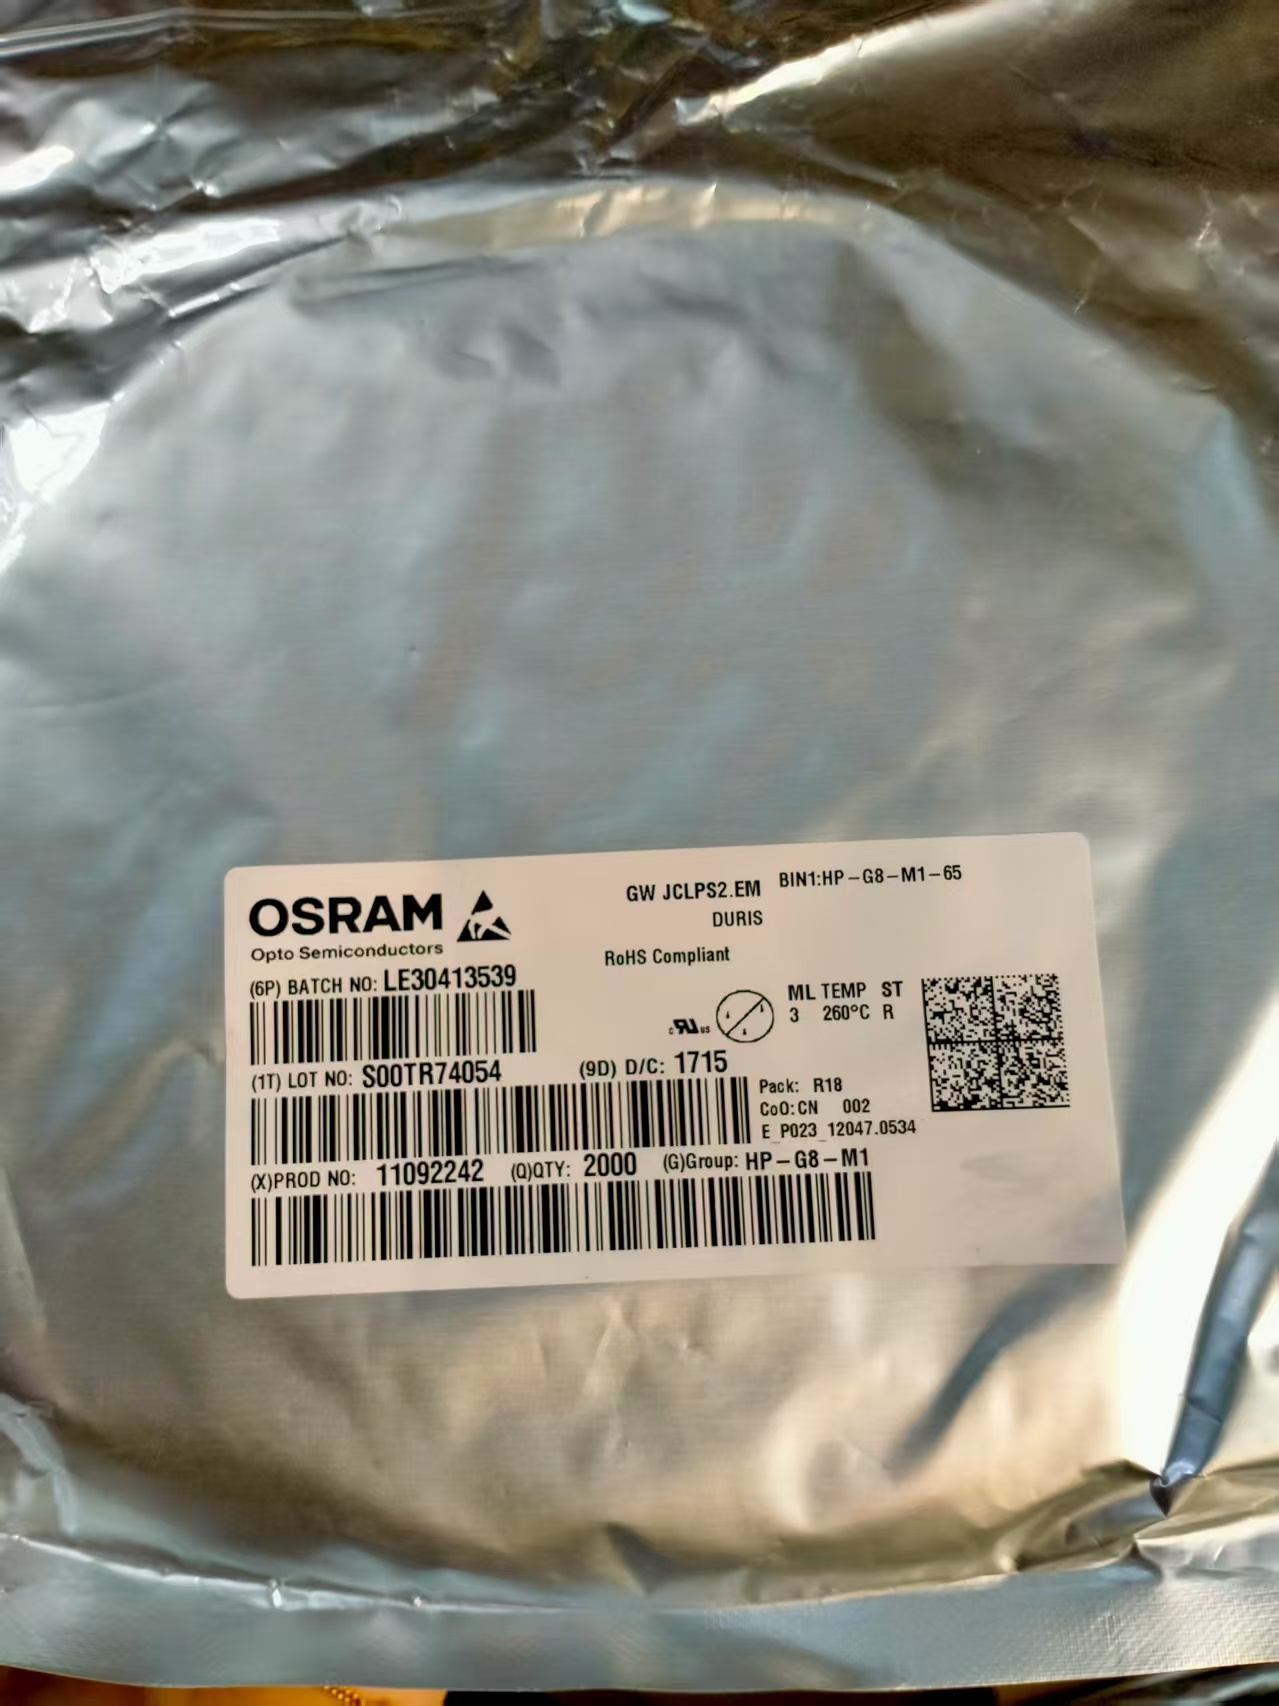 OSRAM
Opto Semiconductors
GW JCLPS2.EM BIN1:HP-G8-M1-65
DURIS
RoHS Compliant
(6P) BATCH NO: LE30413539
ML TEMP ST
3 260°C R
(1T) LOT NO: S00TR74054 (9D) D/C: 1715
Pack: R18
CoO:CN 002
E_P023_12047.0534
(X)PROD NO: 11092242 (Q)QTY: 2000 (G)Group: HP-G8-M1